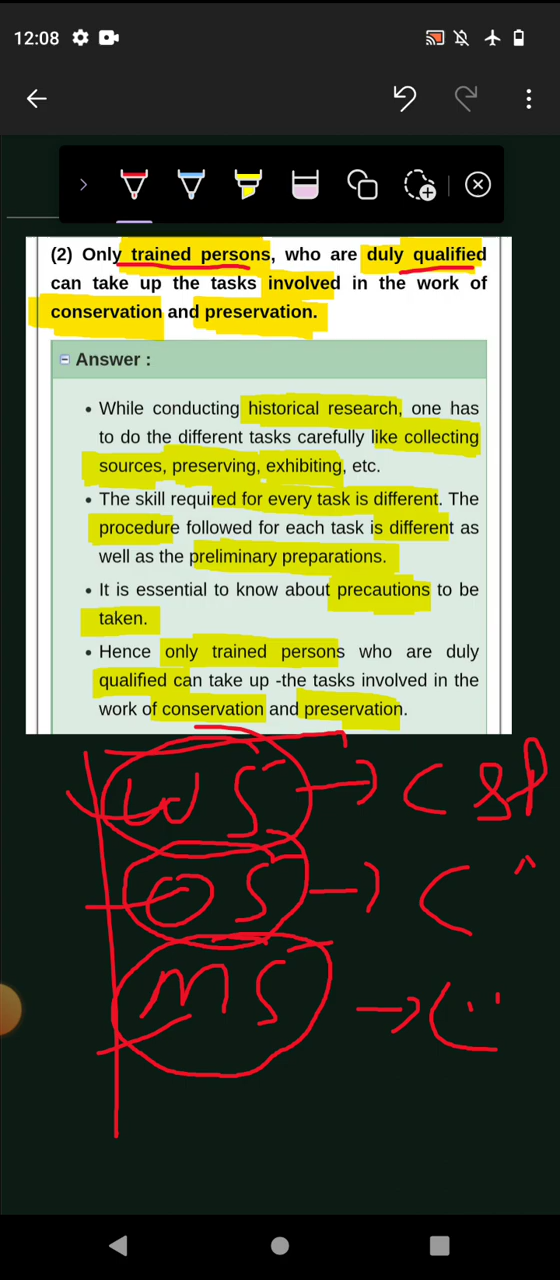 12:08
(2) Only trained persons, who are duly qualified
can take up the tasks involved in the work of
conservation and preservation.
Answer :
• While conducting historical research, one has
to do the different tasks carefully like collecting
sources, preserving, exhibiting, etc.
• The skill required for every task is different. The
procedure followed for each task is different as
well as the preliminary preparations.
• It is essential to know about precautions to be
taken.
• Hence only trained persons who are duly
qualified can take up -the tasks involved in the
work of conservation and preservation.
WS → C &P
OS → C "
MS → C "